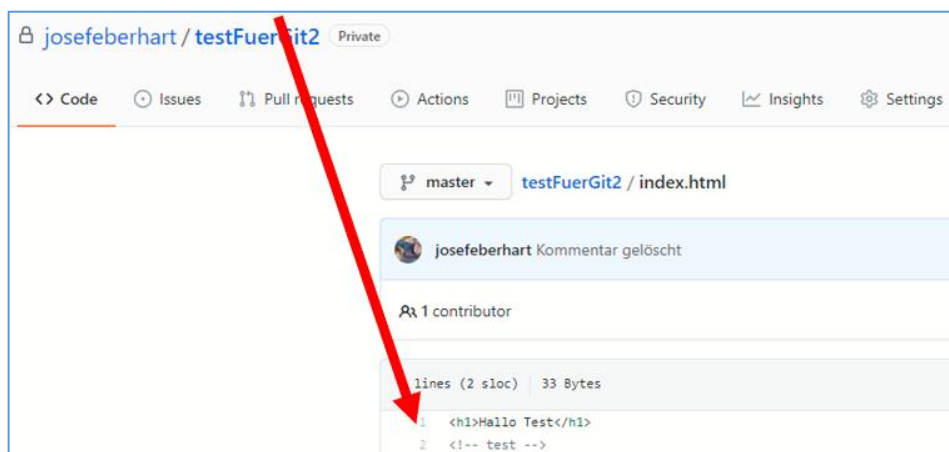 josefeberhart / testFuerGit2 Private
Code Issues Pull requests Actions Projects Security Insights Settings
master testFuerGit2 / index.html
josefeberhart Kommentar gelöscht
1 contributor
lines (2 sloc) 33 Bytes
1 <h1>Hallo Test</h1>
2 <!-- test -->